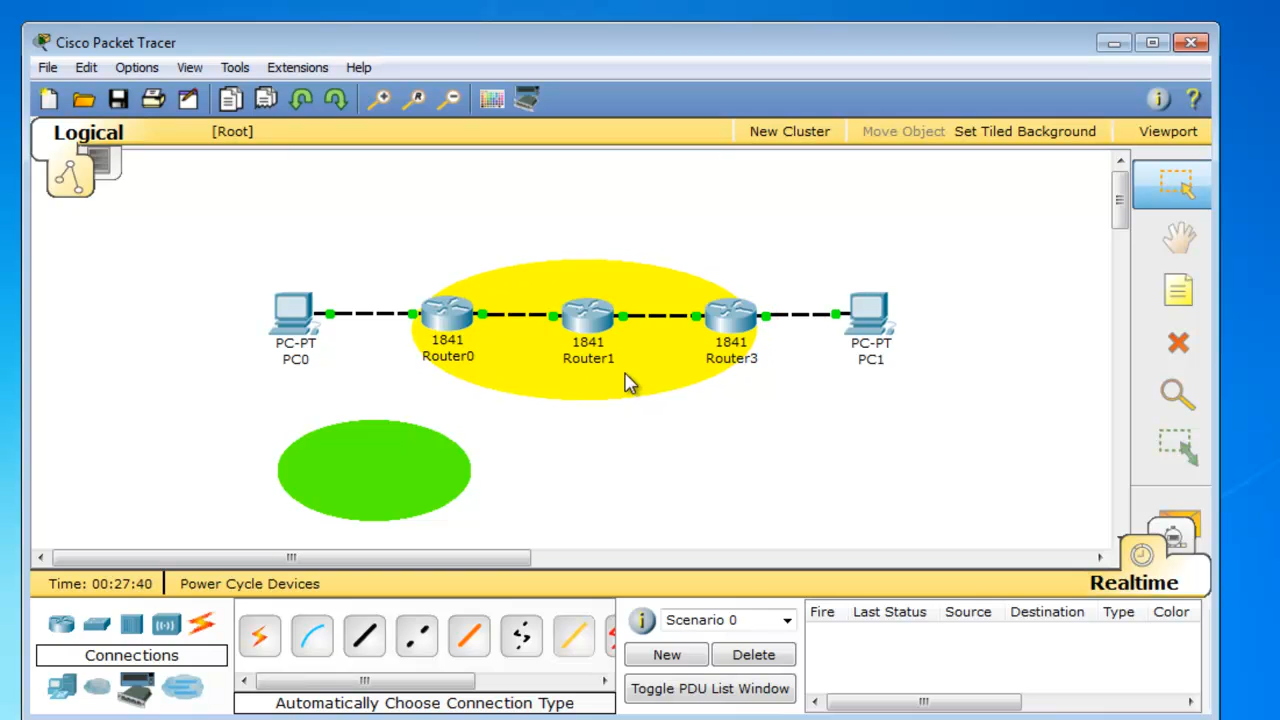 Cisco Packet Tracer
File Edit Options View Tools Extensions Help
R
i ?
Logical [Root] New Cluster Move Object Set Tiled Background Viewport
PC-PT
PC0
1841
Router0
1841
Router1
1841
Router3
PC-PT
PC1
Time: 00:27:40 Power Cycle Devices Realtime
Connections
Automatically Choose Connection Type
i Scenario 0
New Delete
Toggle PDU List Window
Fire Last Status Source Destination Type Color